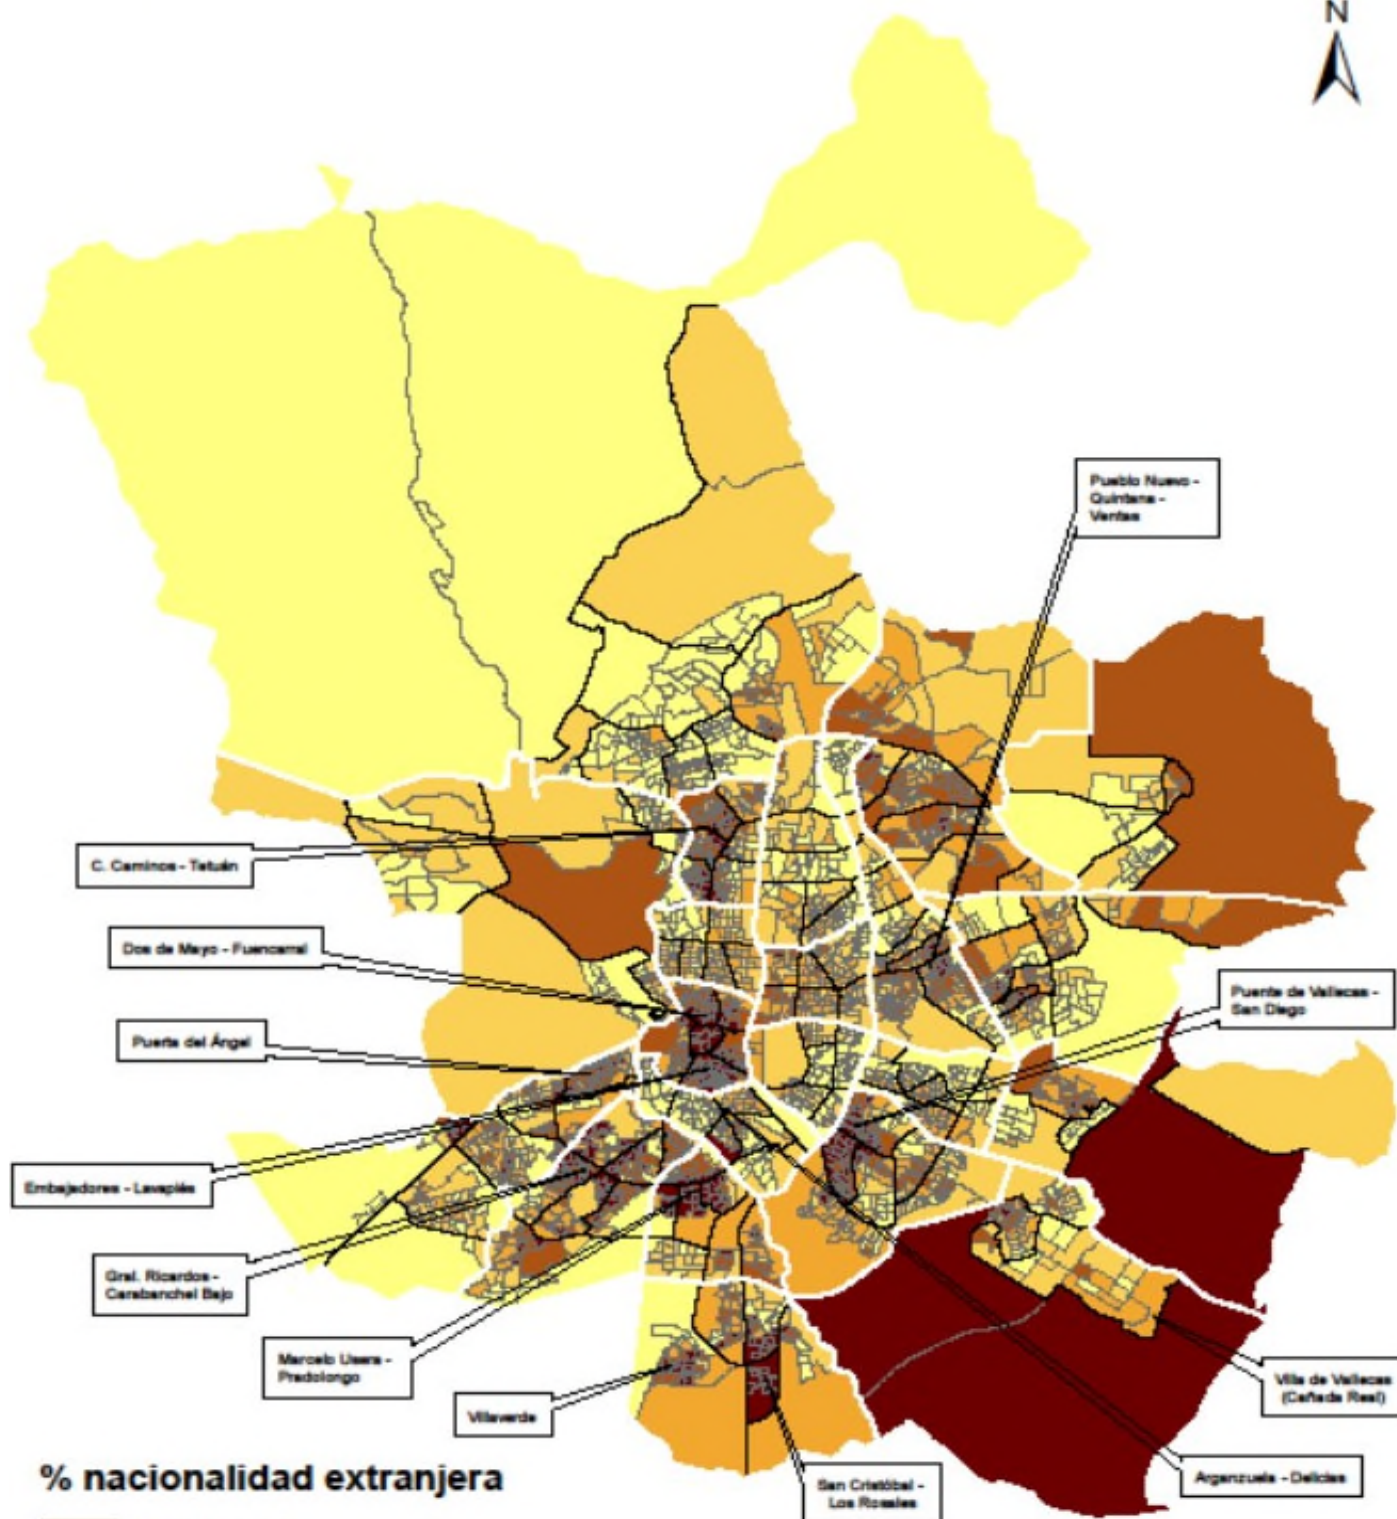 N
Pueblo Nuevo -
Quintana -
Ventas
C. Caminos - Tetuán
Dos de Mayo - Fuencarral
Puente de Vallecas -
San Diego
Puerta del Ángel
Embajadores - Lavapiés
Gral. Ricardos -
Carabanchel Bajo
Marcelo Usera -
Pradolongo
Villa de Vallecas
(Cañada Real)
Villaverde
% nacionalidad extranjera
San Cristóbal -
Los Rosales
Arganzuela - Delicias